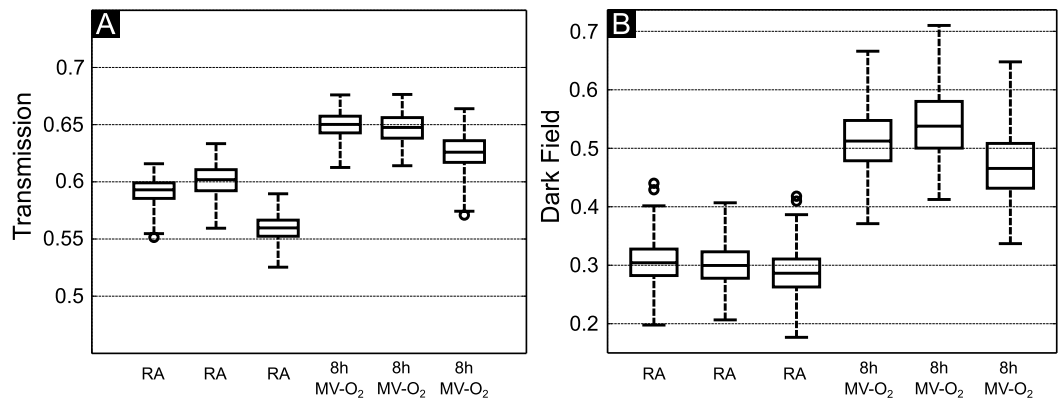 A
Transmission
0.7
0.65
0.6
0.55
0.5
RA RA RA 8h 8h 8h
MV-O₂ MV-O₂ MV-O₂
B
Dark Field
0.7
0.6
0.5
0.4
0.3
0.2
RA RA RA 8h 8h 8h
MV-O₂ MV-O₂ MV-O₂